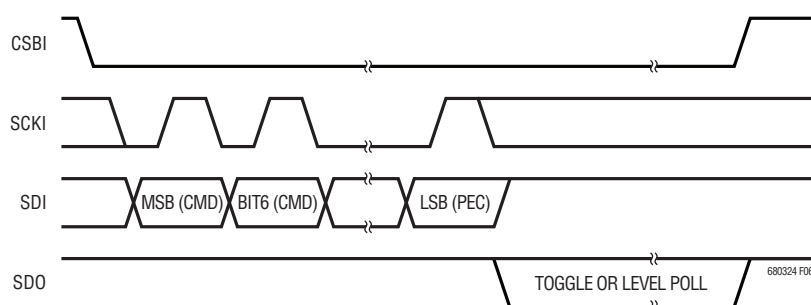 CSBI
SCKI
SDI
MSB (CMD) BIT6 (CMD) LSB (PEC)
SDO
TOGGLE OR LEVEL POLL
680324 F06